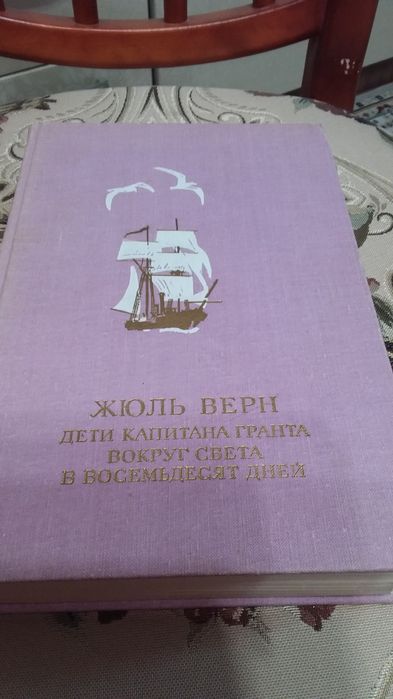 ЖЮЛЬ ВЕРН
ДЕТИ КАПИТАНА ГРАНТА
ВОКРУГ СВЕТА
В ВОСЕМЬДЕСЯТ ДНЕЙ